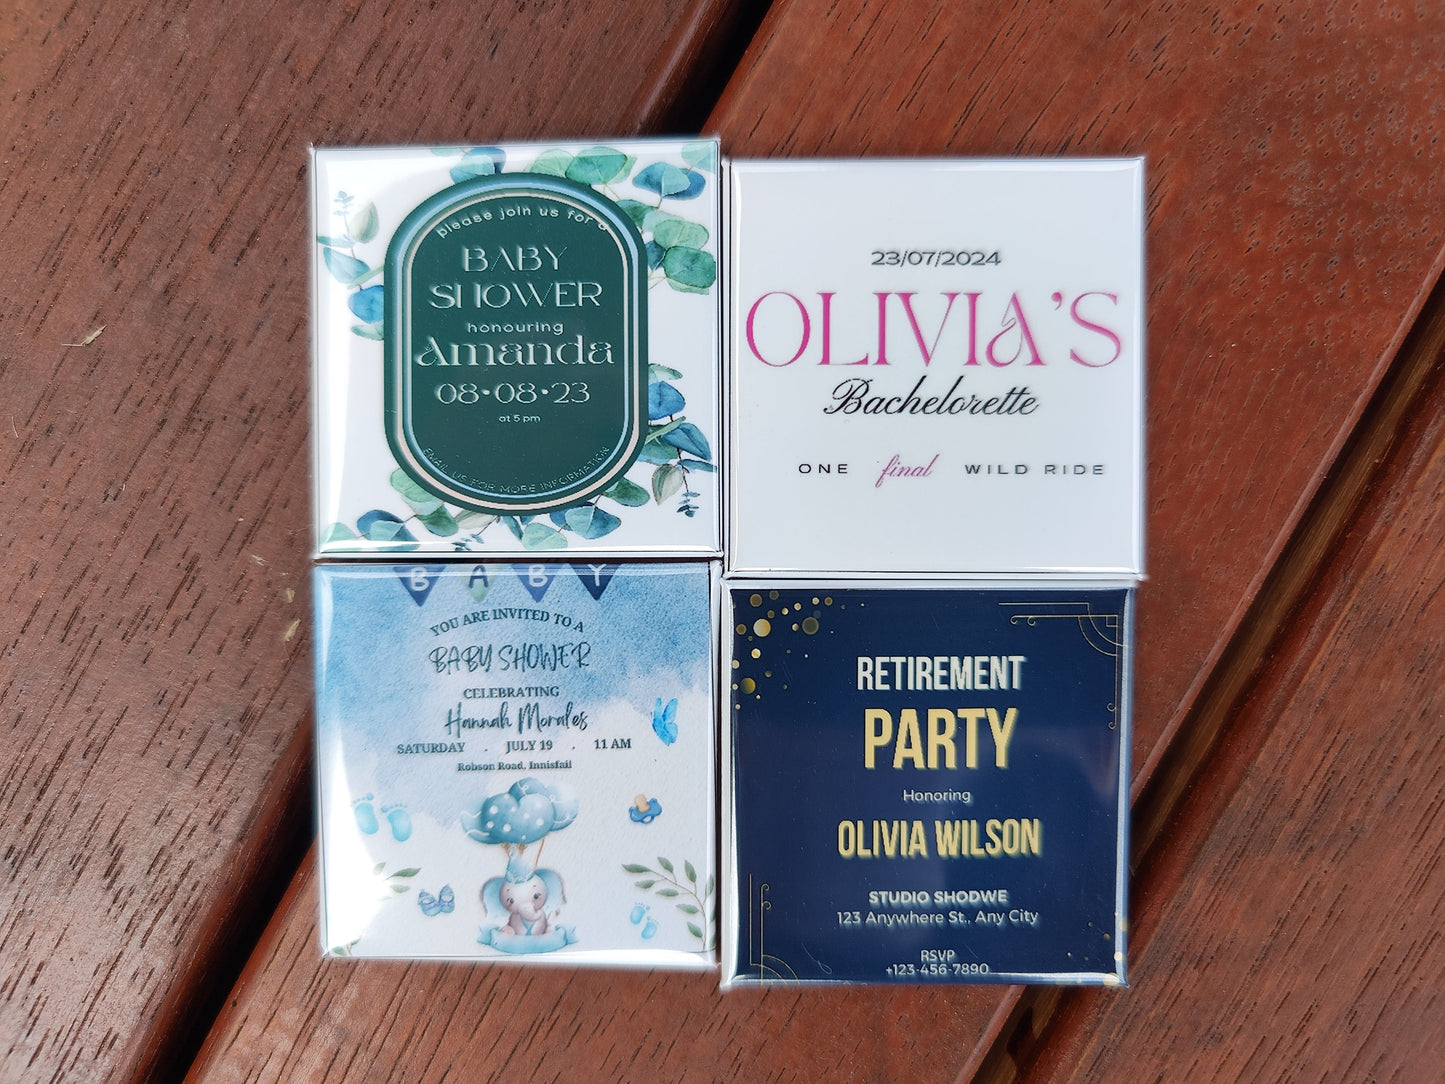 please join us for a
BABY
SHOWER
honouring
Amanda
08•08•23
at 5 pm
EMAIL US FOR MORE INFORMATION
23/07/2024
OLIVIA'S
Bachelorette
ONE final WILD RIDE
BABY
YOU ARE INVITED TO A
BABY SHOWER
CELEBRATING
Hannah Morales
SATURDAY . JULY 19 . 11 AM
Robson Road, Innisfail
RETIREMENT
PARTY
Honoring
OLIVIA WILSON
STUDIO SHODWE
123 Anywhere St., Any City
RSVP
+123-456-7890